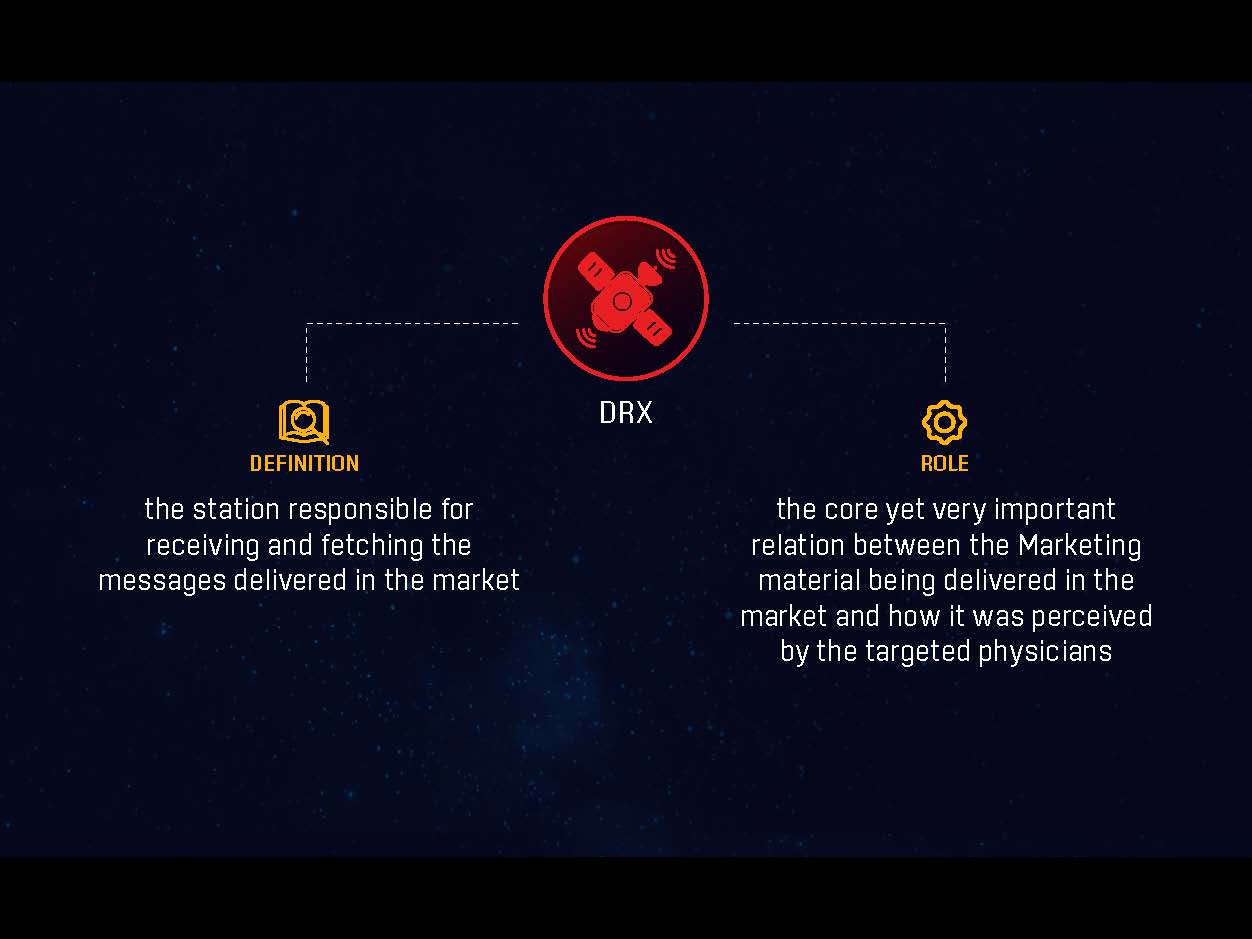 DRX
DEFINITION
the station responsible for
receiving and fetching the
messages delivered in the market
ROLE
the core yet very important
relation between the Marketing
material being delivered in the
market and how it was perceived
by the targeted physicians